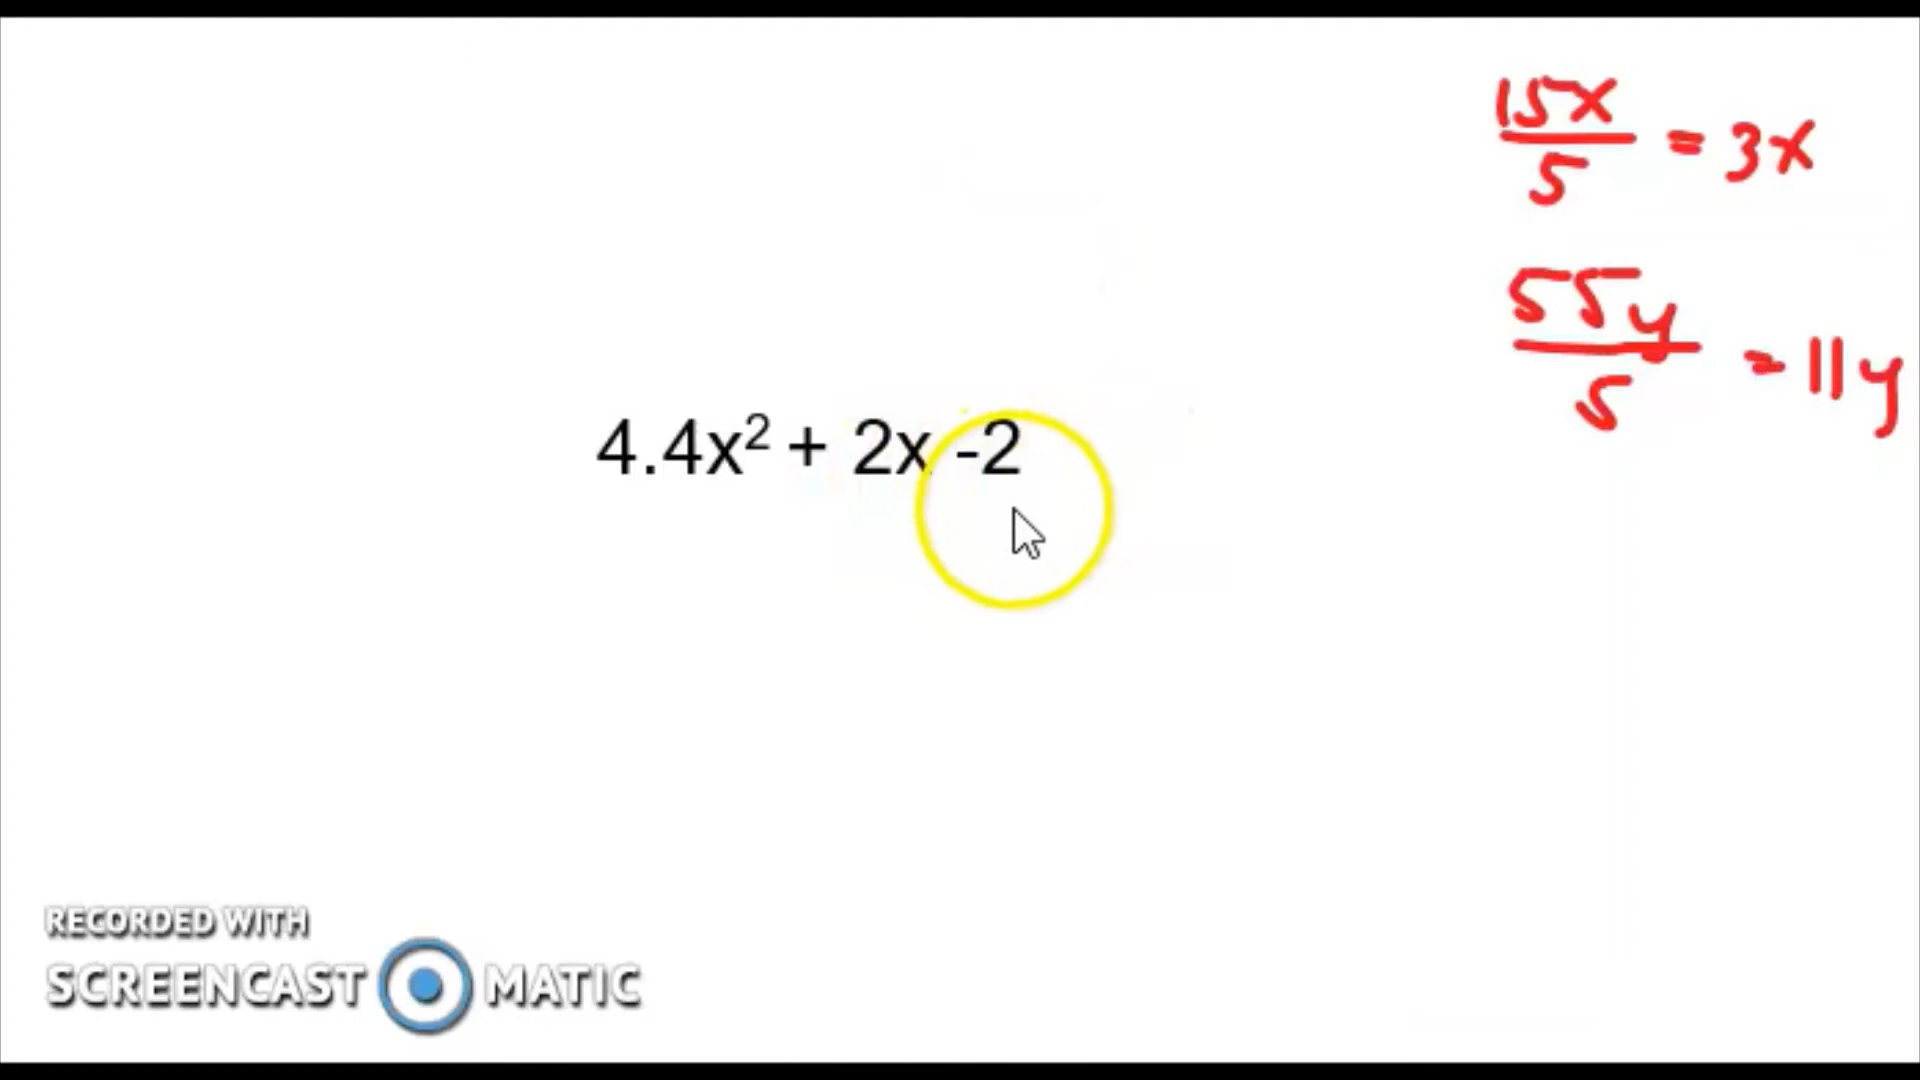 15x/5 = 3x
55y/5 = 11y
4.4x² + 2x -2
RECORDED WITH
SCREENCAST MATIC